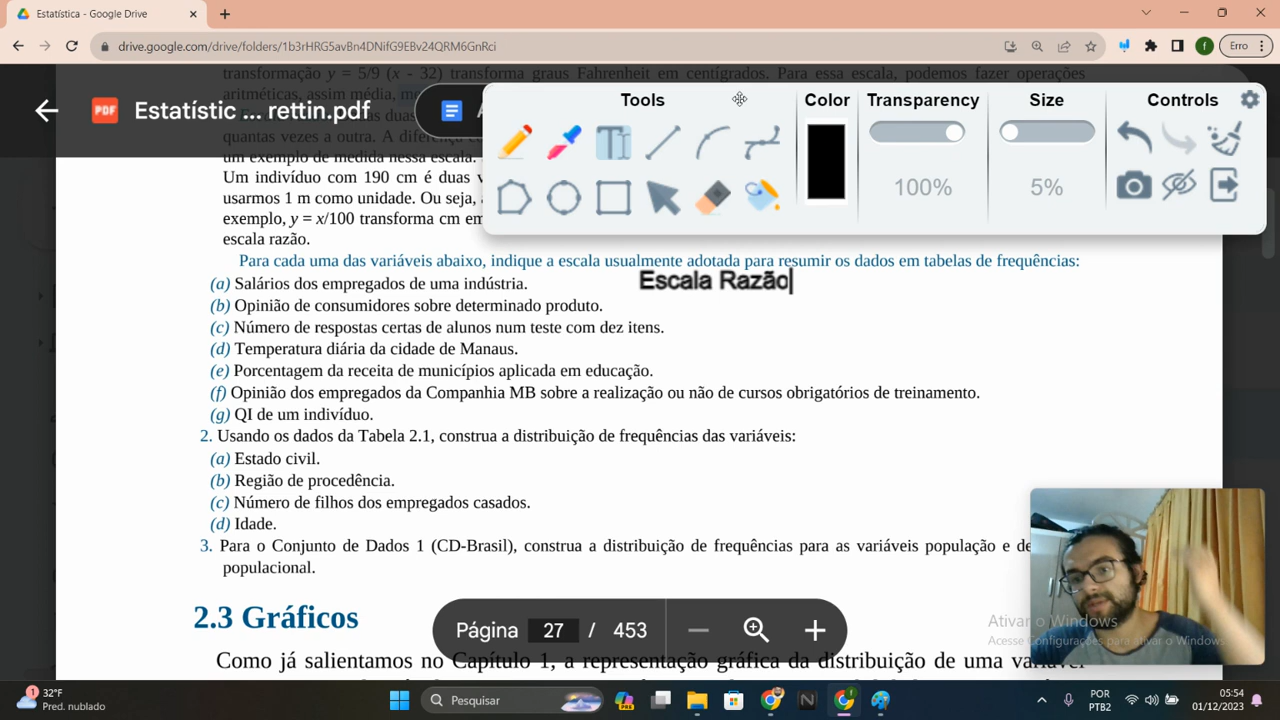 Estatística - Google Drive
drive.google.com/drive/folders/1b3rHRG5avBn4DNifG9EBv24QRM6GnRci
Erno
transformação y = 5/9 (x - 32) transforma graus Fahrenheit em centígrados. Para essa escala, podemos fazer operações
Estatístic ... rettin.pdf
Tools
Color
Transparency
Size
Controls
100%
5%
um exemplo de medida nessa escala.
Um indivíduo com 190 cm é duas
usarmos 1 m como unidade. Ou seja,
exemplo, y = x/100 transforma cm em
escala razão.
Para cada uma das variáveis abaixo, indique a escala usualmente adotada para resumir os dados em tabelas de frequências:
Escala Razão
(a) Salários dos empregados de uma indústria.
(b) Opinião de consumidores sobre determinado produto.
(c) Número de respostas certas de alunos num teste com dez itens.
(d) Temperatura diária da cidade de Manaus.
(e) Porcentagem da receita de municípios aplicada em educação.
(f) Opinião dos empregados da Companhia MB sobre a realização ou não de cursos obrigatórios de treinamento.
(g) QI de um indivíduo.
2. Usando os dados da Tabela 2.1, construa a distribuição de frequências das variáveis:
(a) Estado civil.
(b) Região de procedência.
(c) Número de filhos dos empregados casados.
(d) Idade.
3. Para o Conjunto de Dados 1 (CD-Brasil), construa a distribuição de frequências para as variáveis população e de
populacional.
2.3 Gráficos
Página 27 / 453
Ativar o Windows
Acesse Configurações para ativar o Windows.
Como já salientamos no Capítulo 1, a representação gráfica da distribuição de uma variável
32°F
Pred. nublado
Pesquisar
POR
PTB2
05:54
01/12/2023